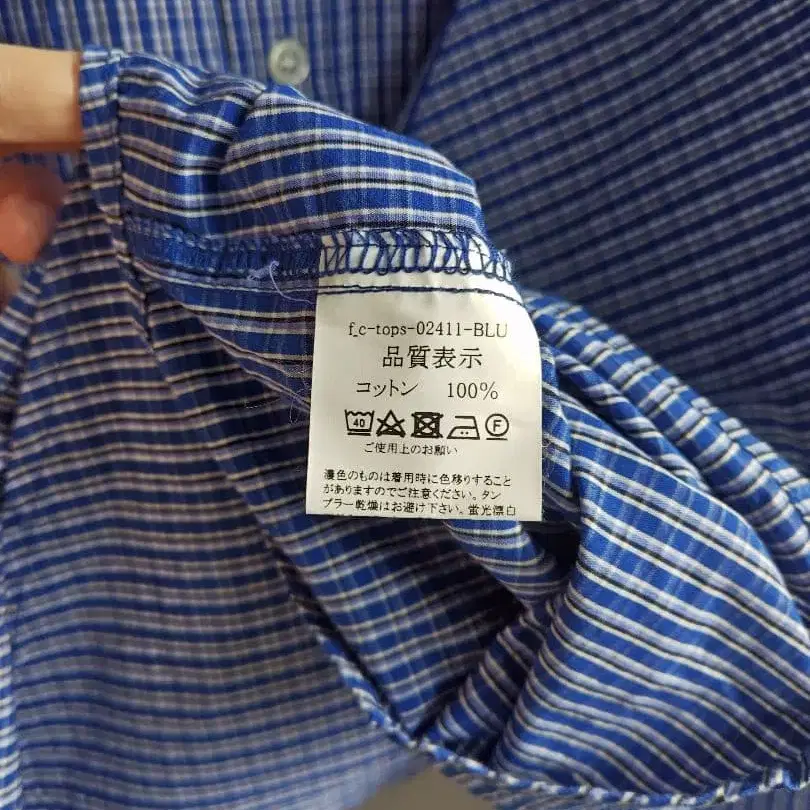 f_c-tops-02411-BLU
品質表示
コットン 100%
40 F
ご使用上のお願い
濃色のものは着用時に色移りすること
がありますのでご注意ください。タン
ブラー乾燥はお避け下さい。蛍光漂白